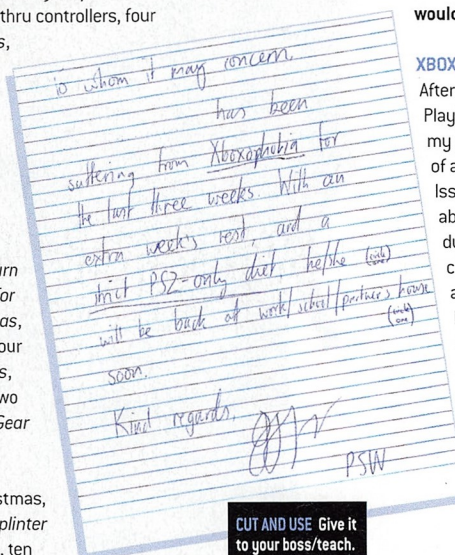 thru controllers, four
s,
urn
for
as,
our
s,
wo
Gear
stmas,
plinter
, ten
to whom it may concern,
has been
suffering from Xboxophobia for
the last three weeks. With an
extra week's rest, and a
strict PS2-only diet, he/she (circle one)
will be back at work/school/partner's house (circle one)
soon.
Kind regards,
PSW
CUT AND USE Give it
to your boss/teach.
would
XBOX
After
Play
my
of a
Iss
ab
du
c
a